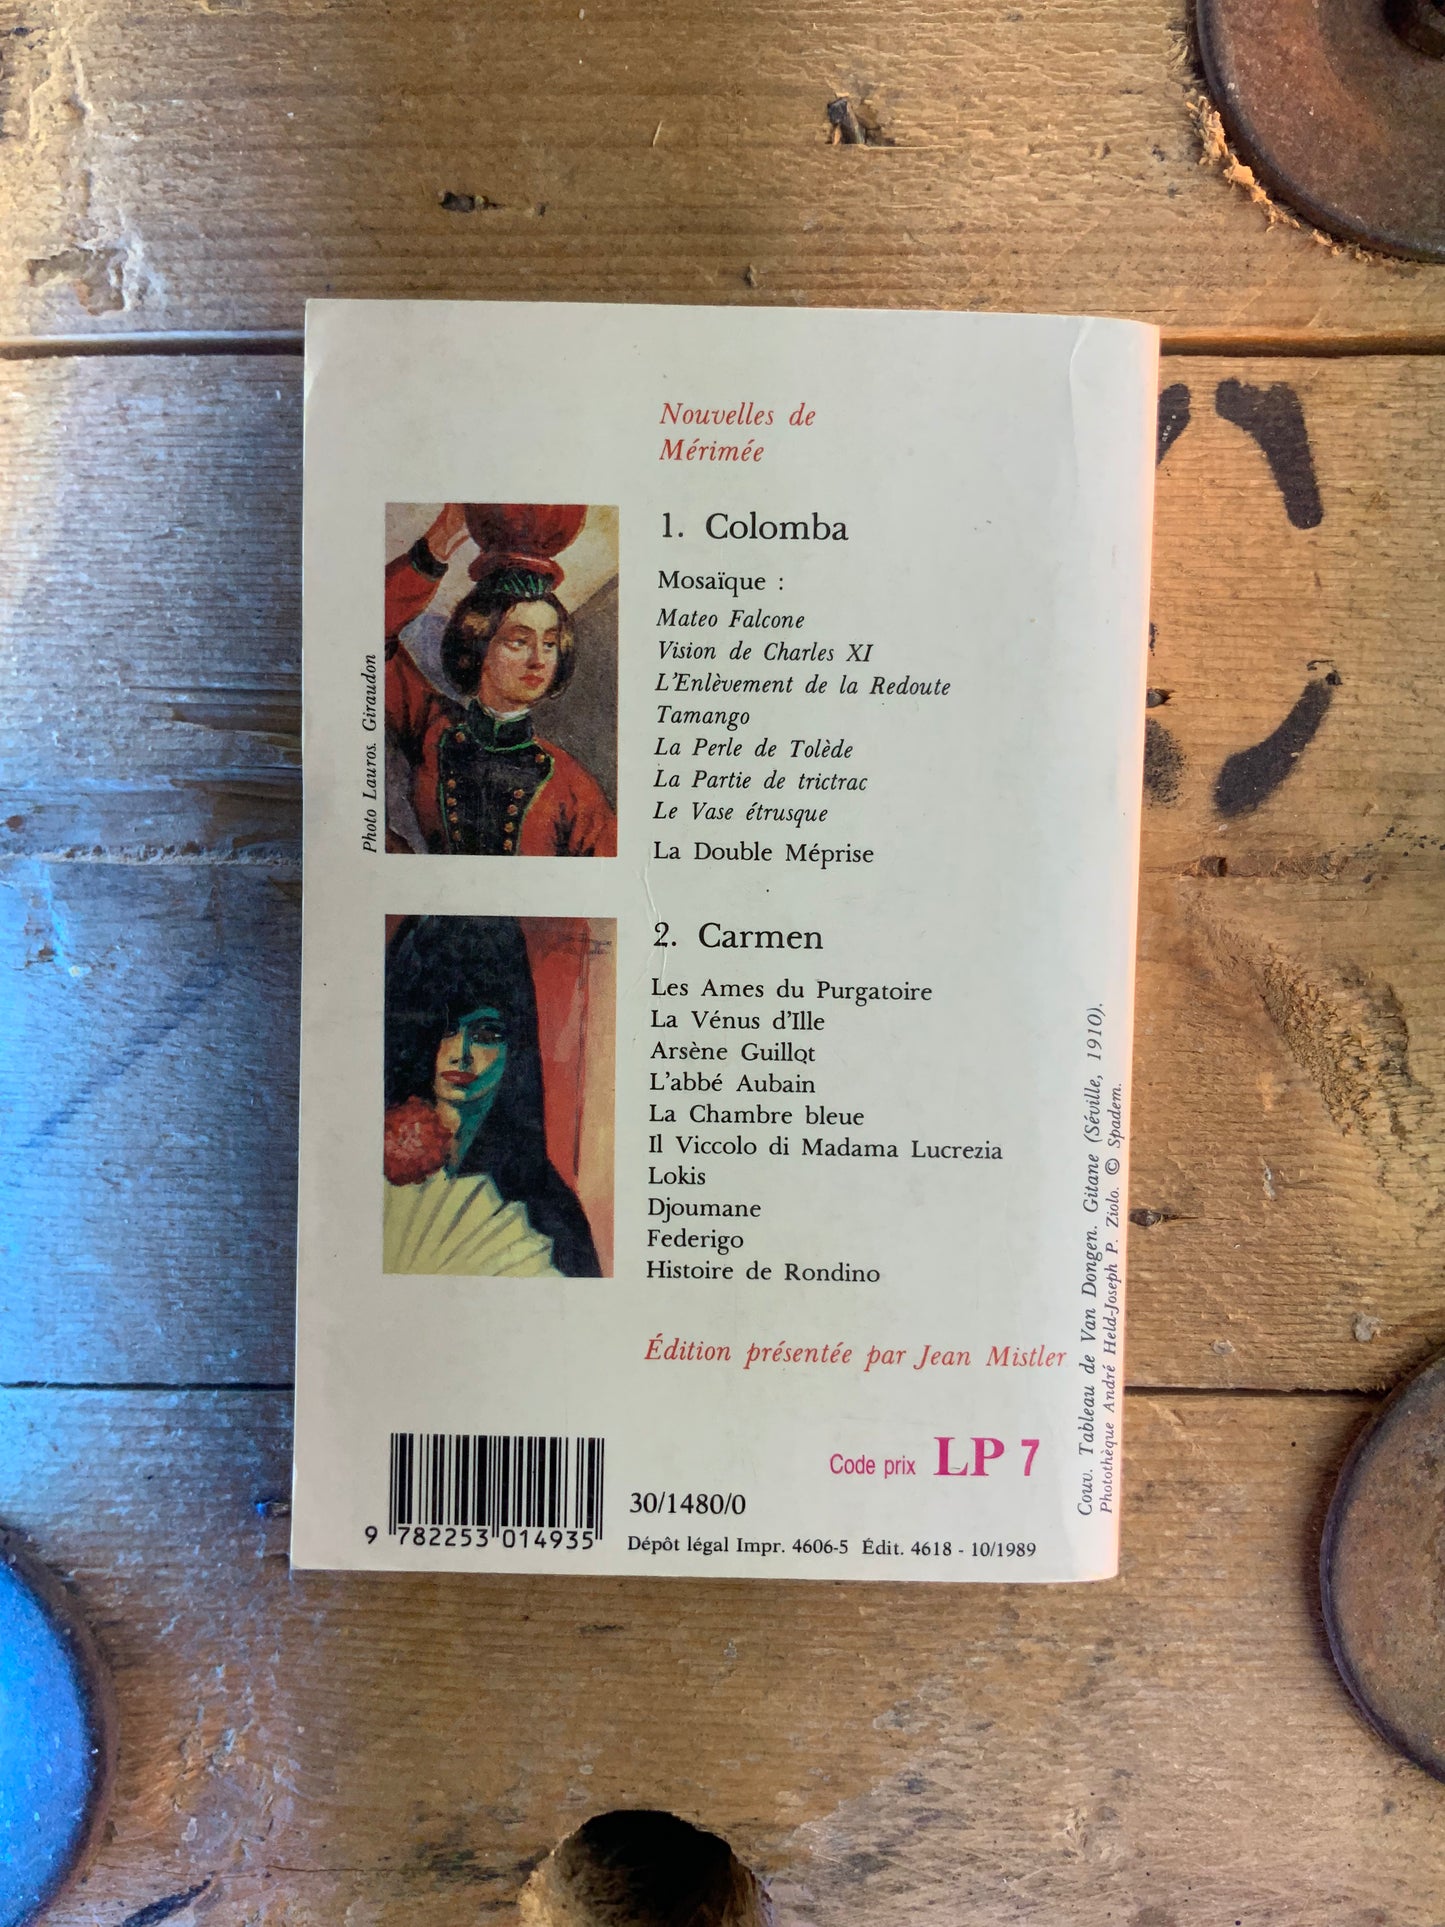 Nouvelles de
Mérimée
1. Colomba
Mosaïque :
Mateo Falcone
Vision de Charles XI
L'Enlèvement de la Redoute
Tamango
La Perle de Tolède
La Partie de trictrac
Le Vase étrusque
La Double Méprise
Photo Lauros. Giraudon
2. Carmen
Les Ames du Purgatoire
La Vénus d'Ille
Arsène Guillot
L'abbé Aubain
La Chambre bleue
Il Viccolo di Madama Lucrezia
Lokis
Djoumane
Federigo
Histoire de Rondino
Édition présentée par Jean Mistler
Couv. Tableau de Van Dongen. Gitane (Séville, 1910).
Photothèque André Held-Joseph P. Ziolo. © Spadem.
Code prix LP 7
30/1480/0
9 782253 014935
Dépôt légal Impr. 4606-5 Édit. 4618 - 10/1989